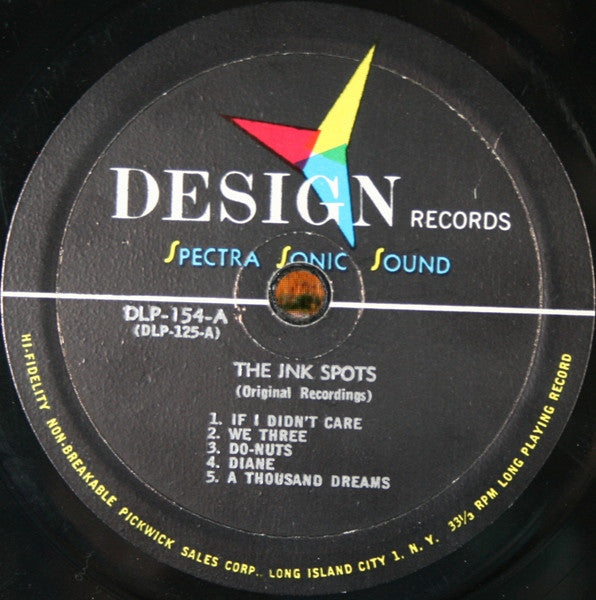 DESIGN RECORDS
SPECTRA SONIC SOUND
DLP-154-A
(DLP-125-A)
THE JNK SPOTS
(Original Recordings)
1. IF I DIDN'T CARE
2. WE THREE
3. DO-NUTS
4. DIANE
5. A THOUSAND DREAMS
HI-FIDELITY NON-BREAKABLE PICKWICK SALES CORP.. LONG ISLAND CITY 1. N. Y. 33⅓ RPM LONG PLAYING RECORD